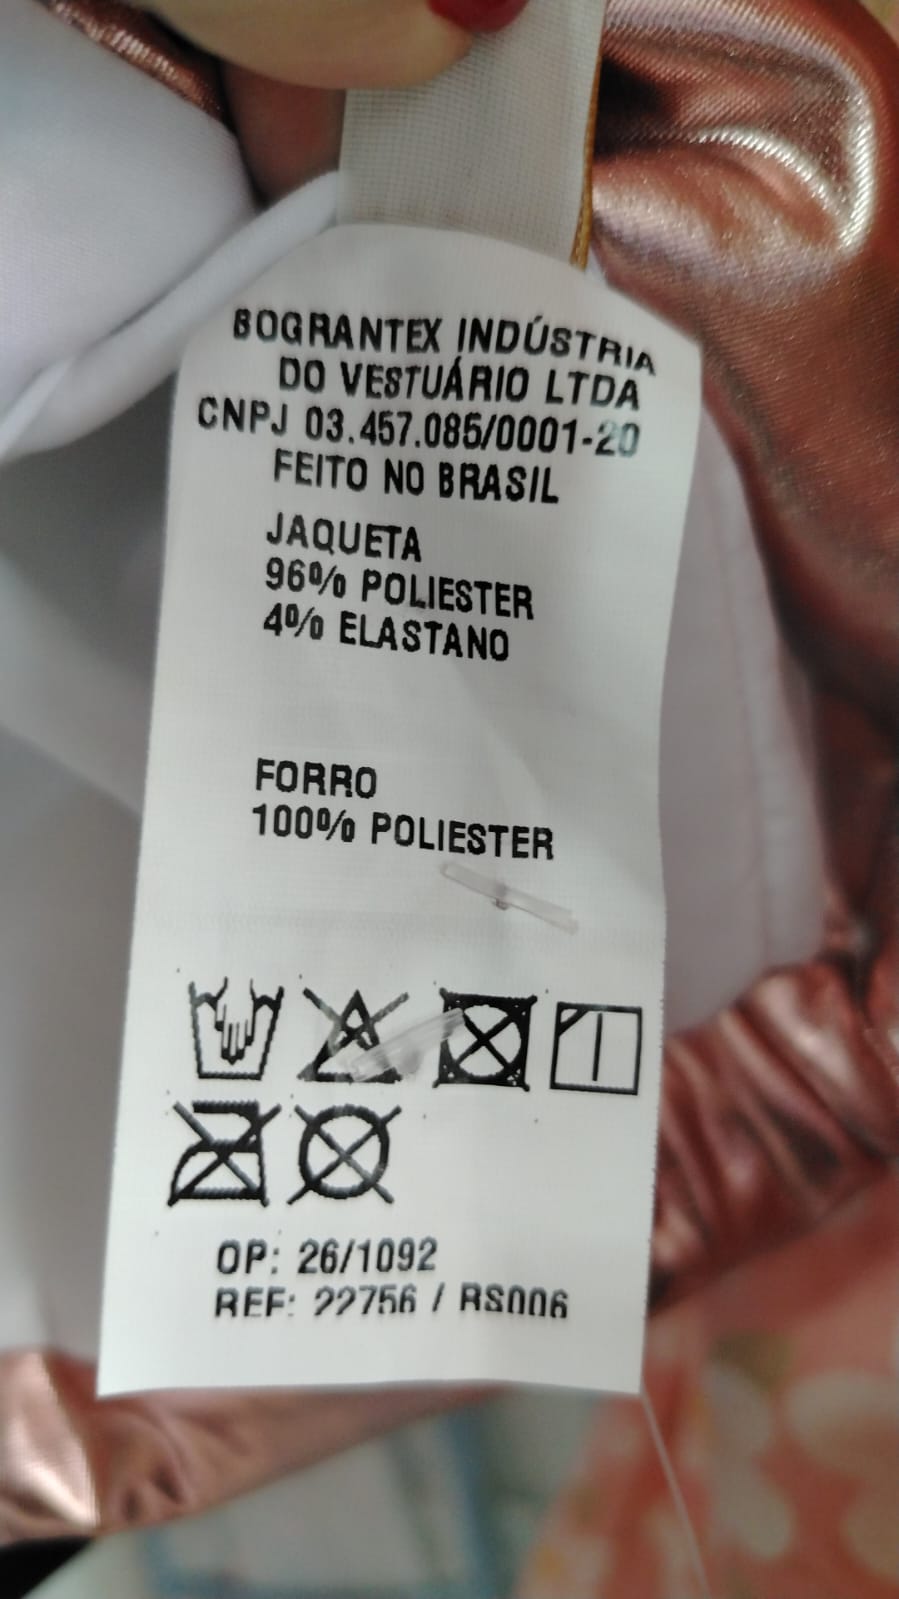 BOGRANTEX INDÚSTRIA
DO VESTUÁRIO LTDA
CNPJ 03.457.085/0001-20
FEITO NO BRASIL
JAQUETA
96% POLIESTER
4% ELASTANO
FORRO
100% POLIESTER
OP: 26/1092
REF: 22756 / RS006